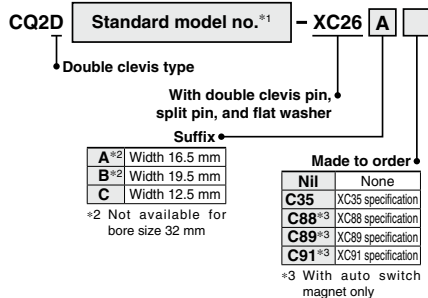 CQ2D Standard model no.*1 – XC26 A
Double clevis type
With double clevis pin,
split pin, and flat washer
Suffix
A*2 Width 16.5 mm
B*2 Width 19.5 mm
C Width 12.5 mm
*2 Not available for
bore size 32 mm
Made to order
Nil None
C35 XC35 specification
C88*3 XC88 specification
C89*3 XC89 specification
C91*3 XC91 specification
*3 With auto switch
magnet only